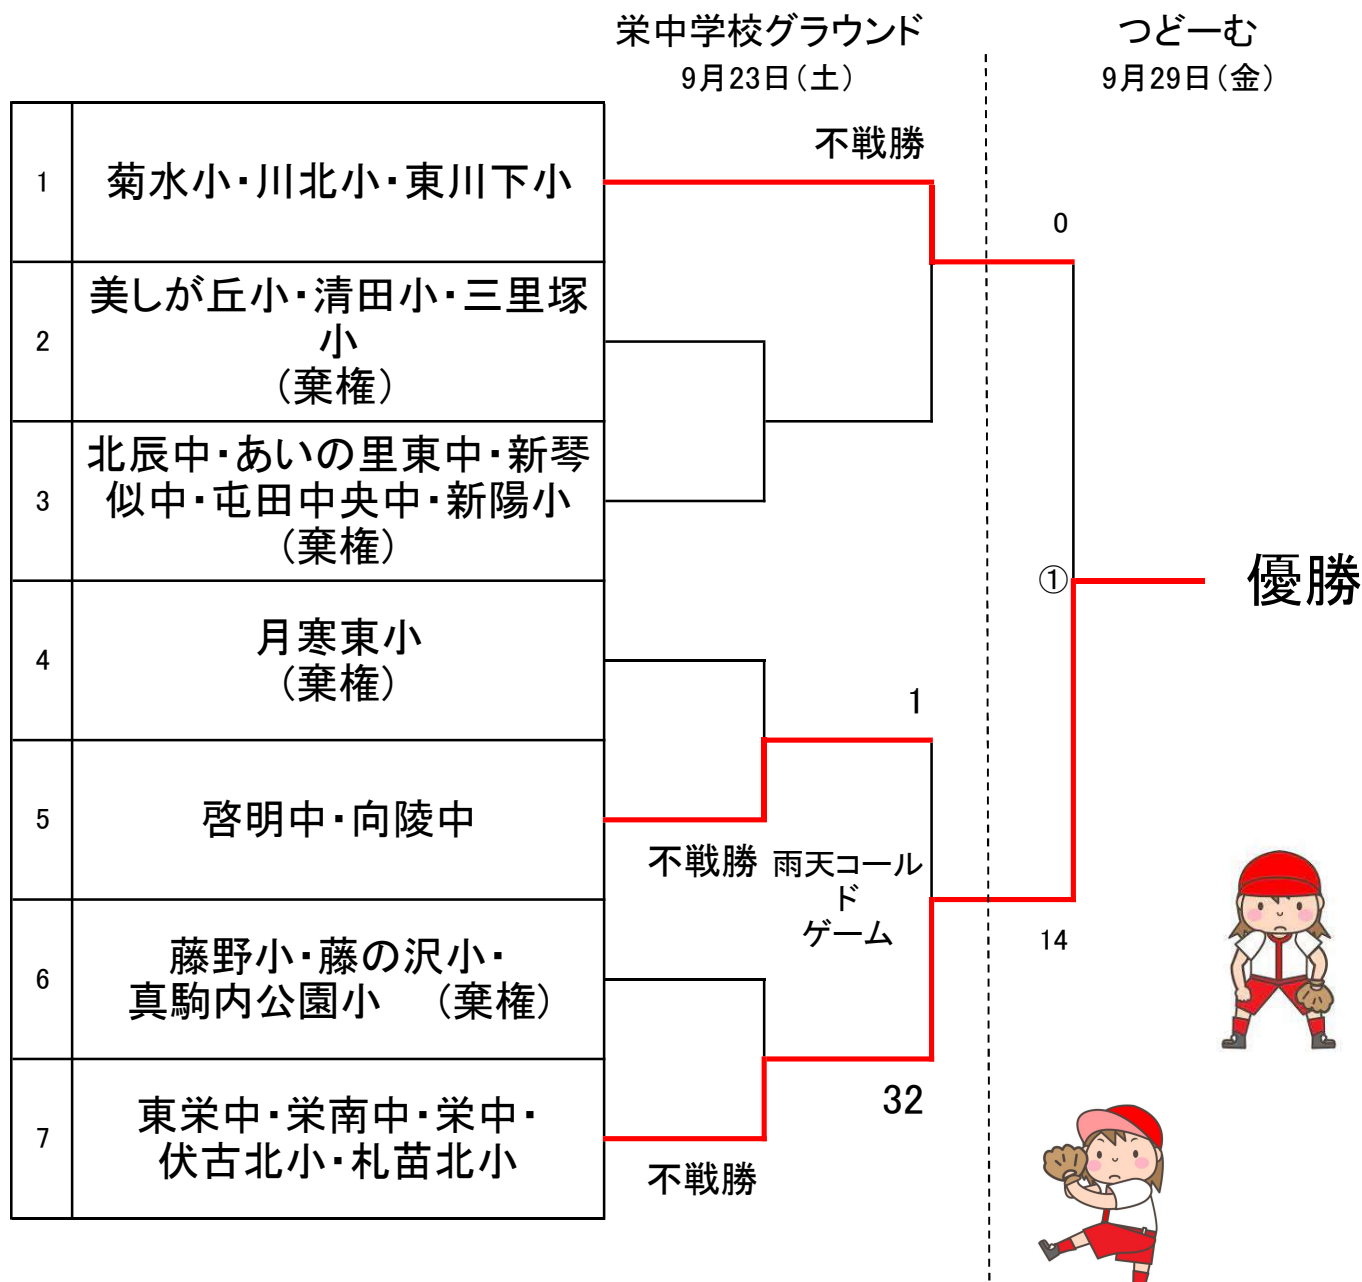 栄中学校グラウンド
つどーむ
9月23日(土)
9月29日(金)
不戦勝
1
菊水小・川北小・東川下小
0
2
美しが丘小・清田小・三里塚
小
(棄権)
3
北辰中・あいの里東中・新琴
似中・屯田中央中・新陽小
(棄権)
①
優勝
4
月寒東小
(棄権)
1
5
啓明中・向陵中
不戦勝
雨天コール
ド
ゲーム
14
6
藤野小・藤の沢小・
真駒内公園小 (棄権)
32
7
東栄中・栄南中・栄中・
伏古北小・札苗北小
不戦勝